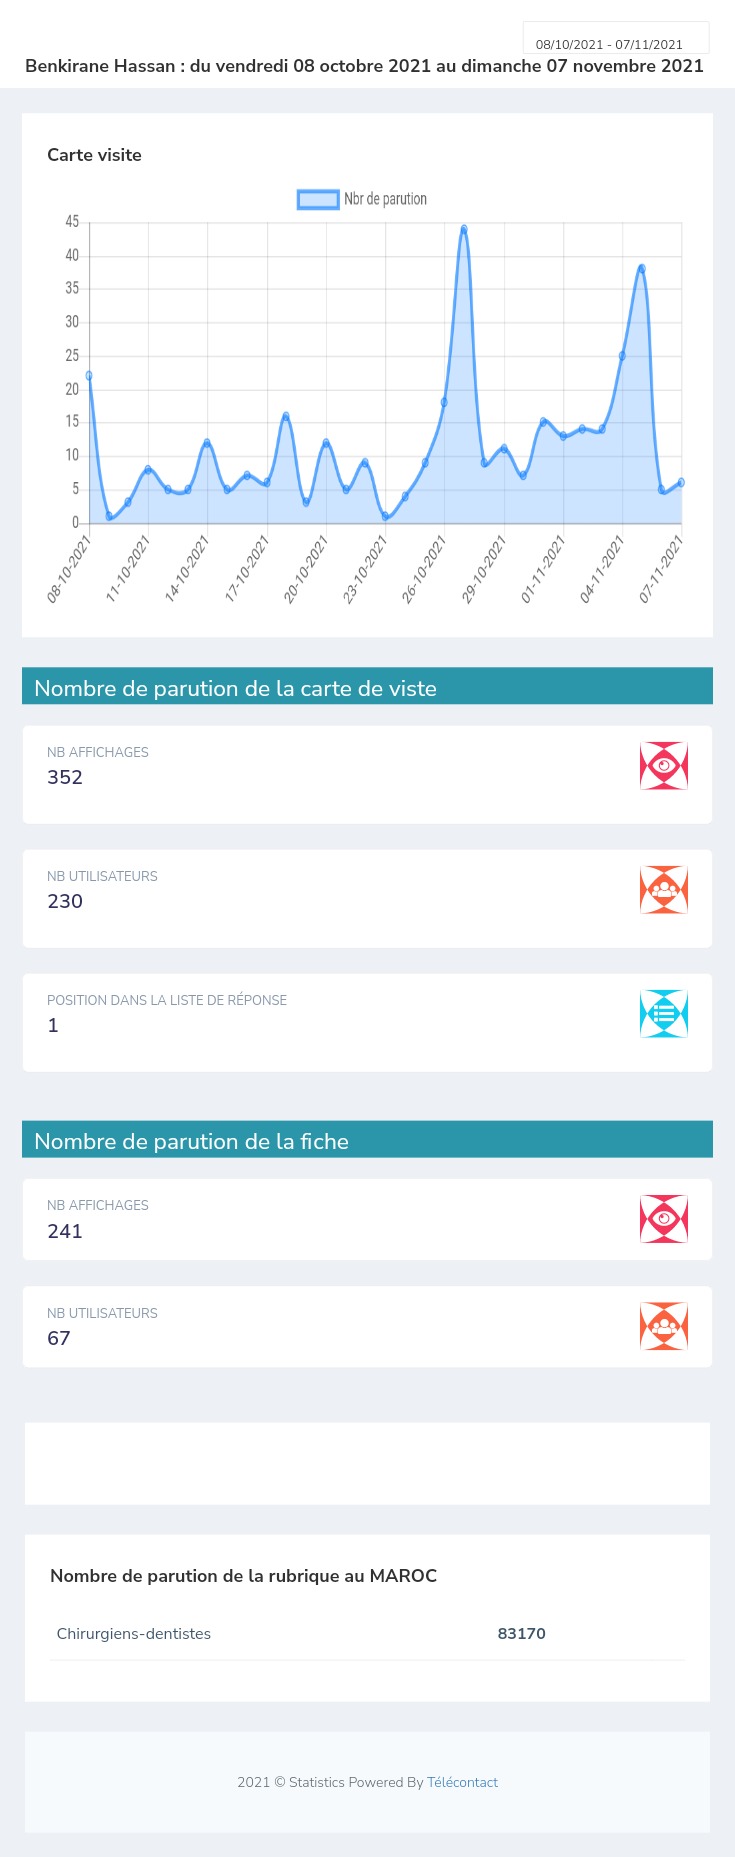 08/10/2021 - 07/11/2021
Benkirane Hassan : du vendredi 08 octobre 2021 au dimanche 07 novembre 2021
Carte visite
Nbr de parution
45
40
35
30
25
20
15
10
5
0
08-10-2021
11-10-2021
14-10-2021
17-10-2021
20-10-2021
23-10-2021
26-10-2021
29-10-2021
01-11-2021
04-11-2021
07-11-2021
Nombre de parution de la carte de viste
NB AFFICHAGES
352
NB UTILISATEURS
230
POSITION DANS LA LISTE DE RÉPONSE
1
Nombre de parution de la fiche
NB AFFICHAGES
241
NB UTILISATEURS
67
Nombre de parution de la rubrique au MAROC
Chirurgiens-dentistes 83170
2021 © Statistics Powered By Télécontact